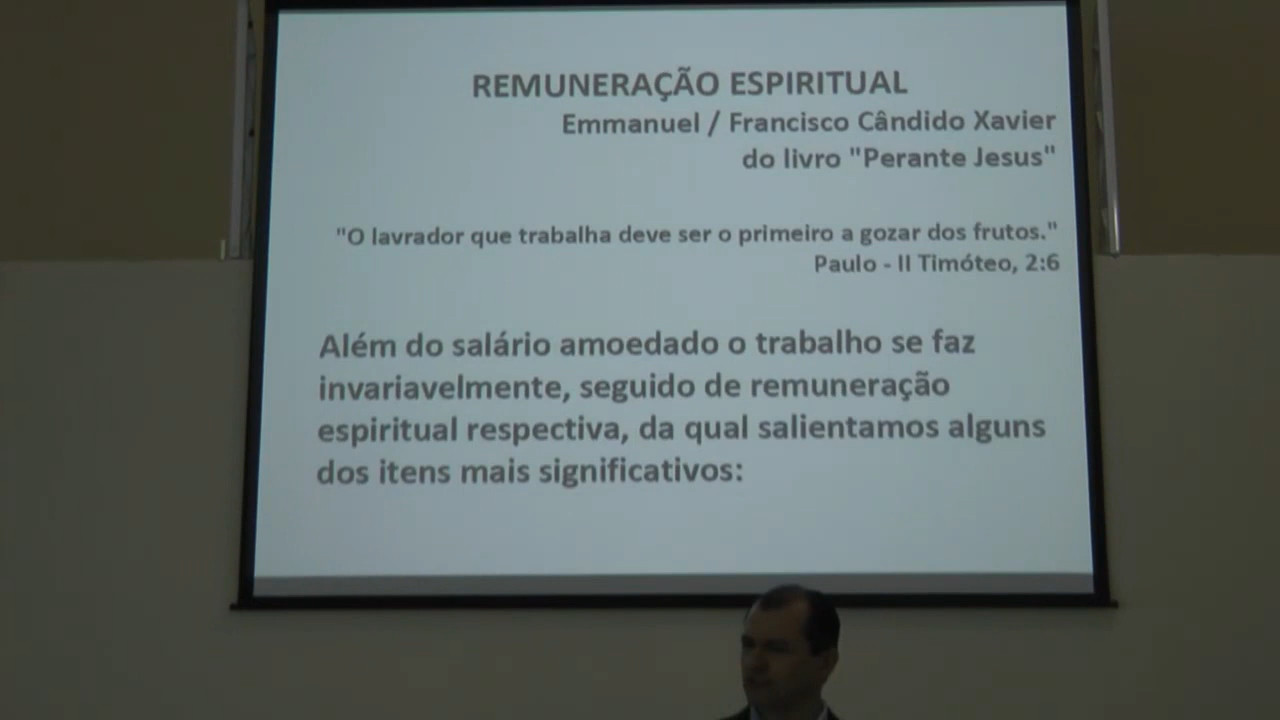 REMUNERAÇÃO ESPIRITUAL
Emmanuel / Francisco Cândido Xavier
do livro "Perante Jesus"
"O lavrador que trabalha deve ser o primeiro a gozar dos frutos."
Paulo - II Timóteo, 2:6
Além do salário amoedado o trabalho se faz
invariavelmente, seguido de remuneração
espiritual respectiva, da qual salientamos alguns
dos itens mais significativos: